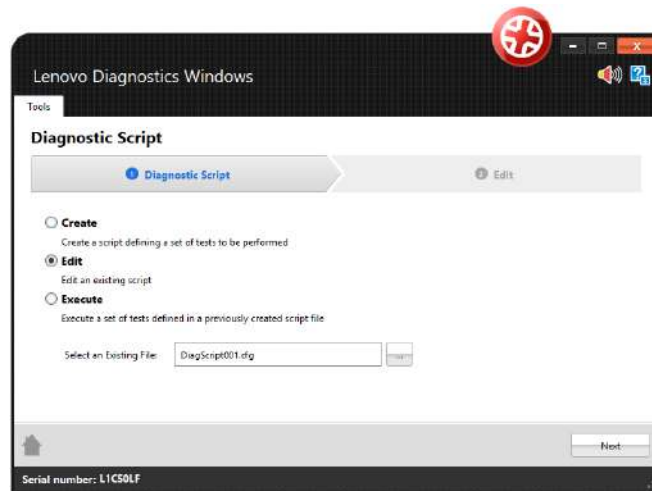 Lenovo Diagnostics Windows
Tools
Diagnostic Script
1 Diagnostic Script
2 Edit
Create
Create a script defining a set of tests to be performed
Edit
Edit an existing script
Execute
Execute a set of tests defined in a previously created script file
Select an Existing File: DiagScript001.cfg ...
Next
Serial number: L1C50LF